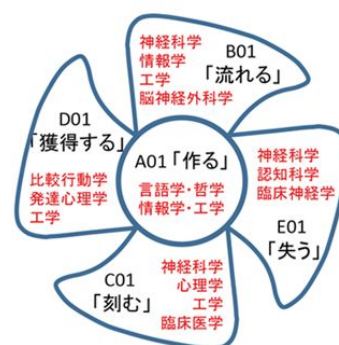 神経科学
情報学
工学
脳神経外科学
B01
「流れる」
D01
「獲得する」
比較行動学
発達心理学
工学
A01「作る」
言語学・哲学
情報学・工学
神経科学
認知科学
臨床神経学
E01
「失う」
C01
「刻む」
神経科学
心理学
工学
臨床医学